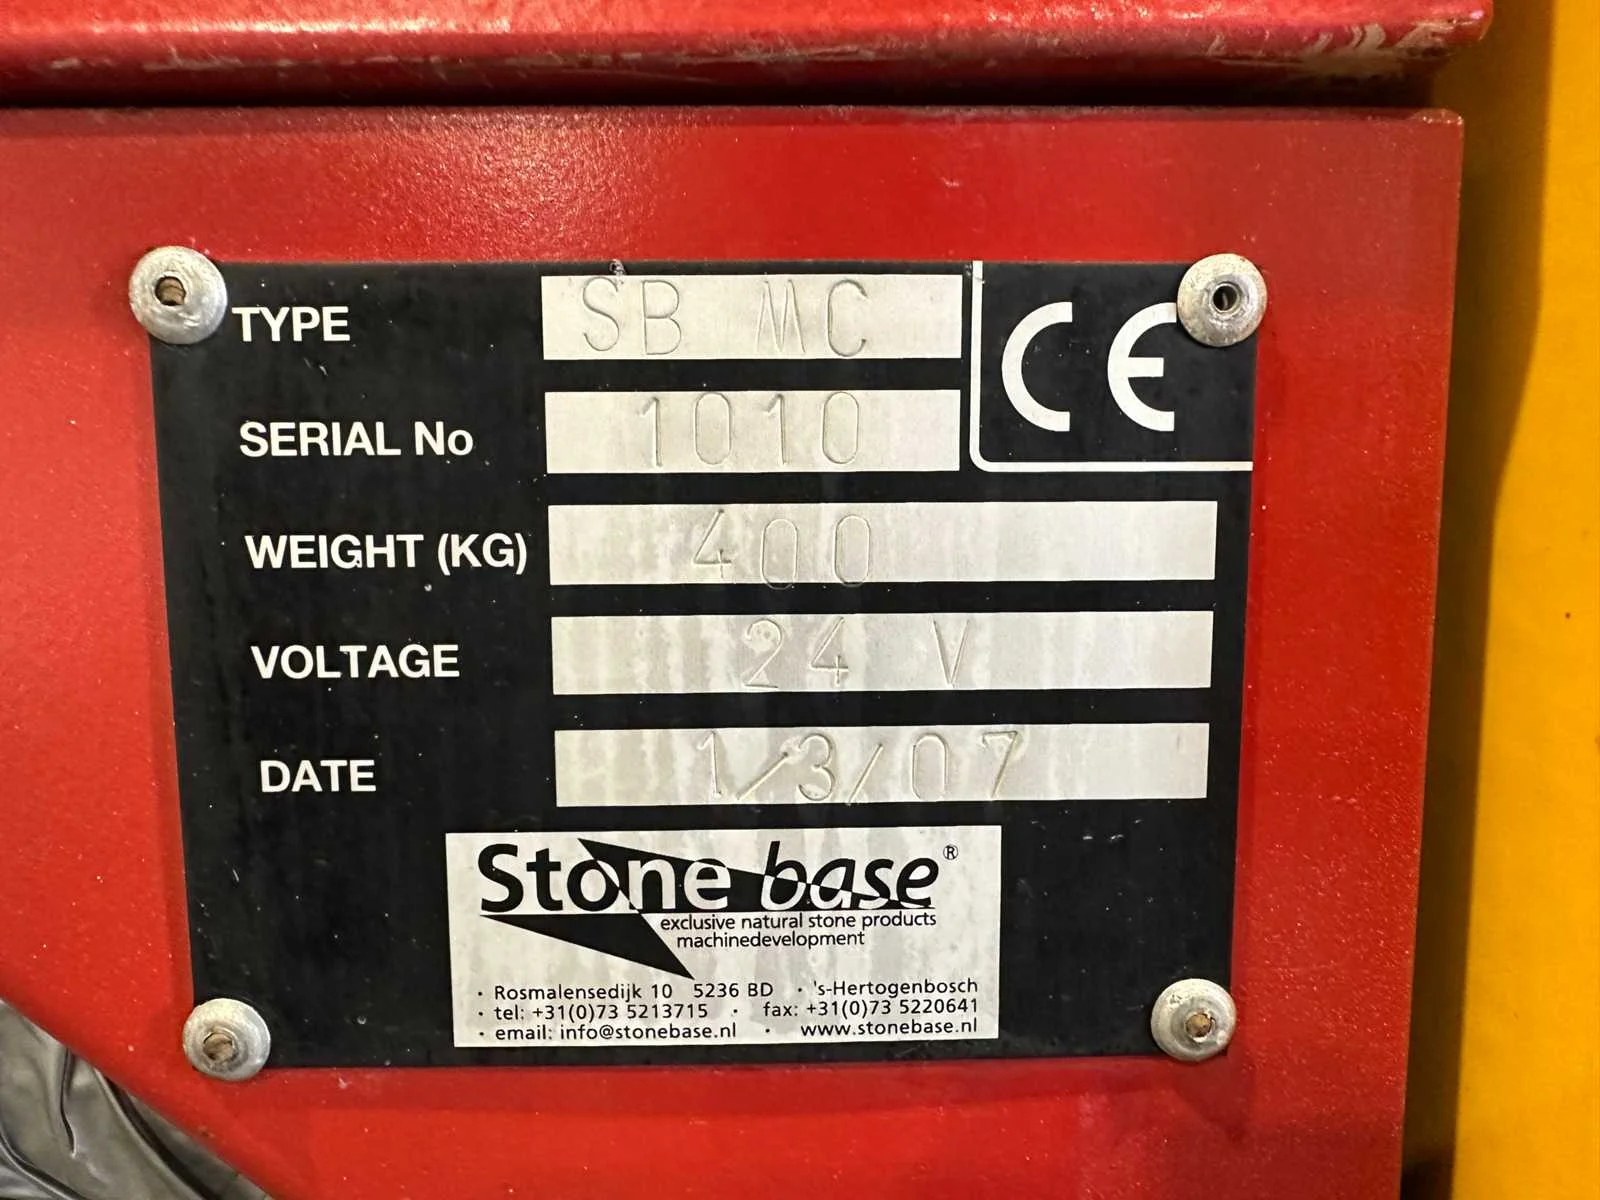 TYPE SB MC
CE
SERIAL No 1010
WEIGHT (KG) 400
VOLTAGE 24 V
DATE 1/3/07
Stone base®
exclusive natural stone products
machinedevelopment
· Rosmalensedijk 10 5236 BD · 's-Hertogenbosch
· tel: +31(0)73 5213715 · fax: +31(0)73 5220641
· email: info@stonebase.nl · www.stonebase.nl